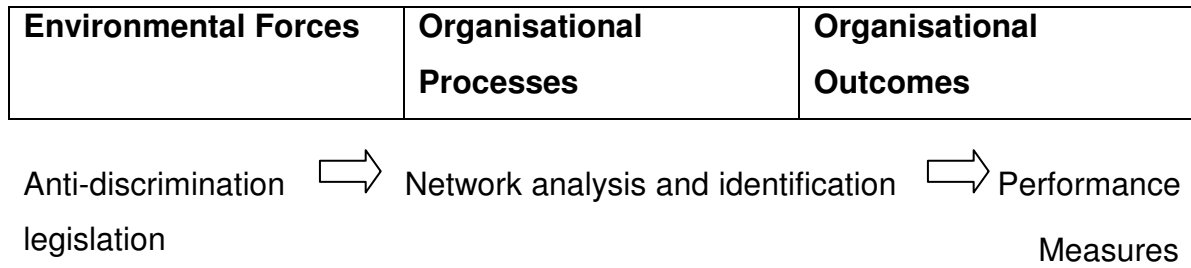 Environmental Forces
Organisational
Processes
Organisational
Outcomes
Anti-discrimination
legislation
Network analysis and identification
Performance
Measures